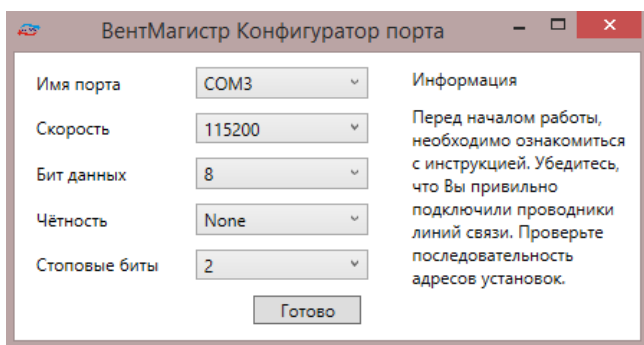 ВентМагистр Конфигуратор порта
Имя порта
COM3
Скорость
115200
Бит данных
8
Чётность
None
Стоповые биты
2
Готово
Информация
Перед началом работы,
необходимо ознакомиться
с инструкцией. Убедитесь,
что Вы привильно
подключили проводники
линий связи. Проверьте
последовательность
адресов установок.